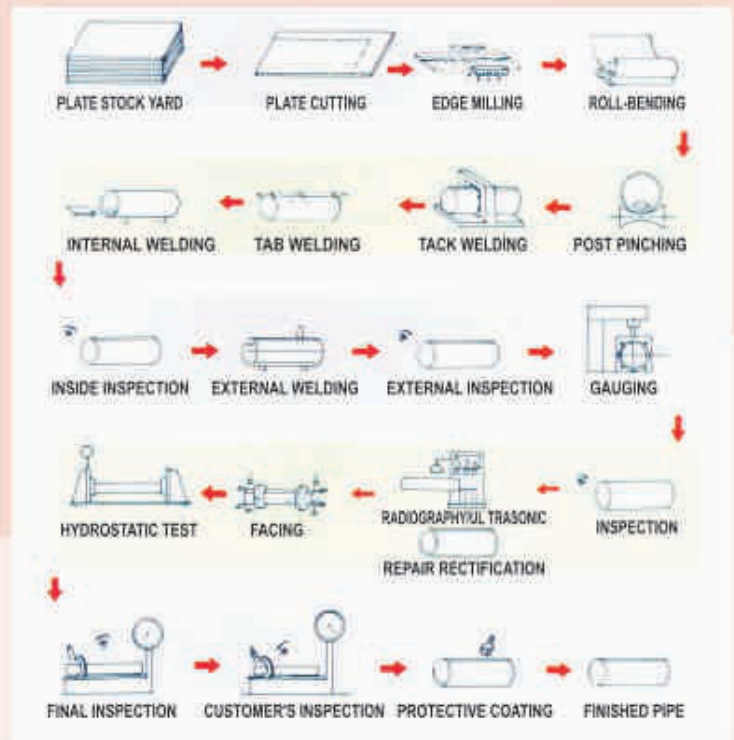 PLATE STOCK YARD
PLATE CUTTING
EDGE MILLING
ROLL-BENDING
POST PINCHING
TACK WELDING
TAB WELDING
INTERNAL WELDING
INSIDE INSPECTION
EXTERNAL WELDING
EXTERNAL INSPECTION
GAUGING
INSPECTION
RADIOGRAPHY/UL TRASONIC
REPAIR RECTIFICATION
FACING
HYDROSTATIC TEST
FINAL INSPECTION
CUSTOMER'S INSPECTION
PROTECTIVE COATING
FINISHED PIPE